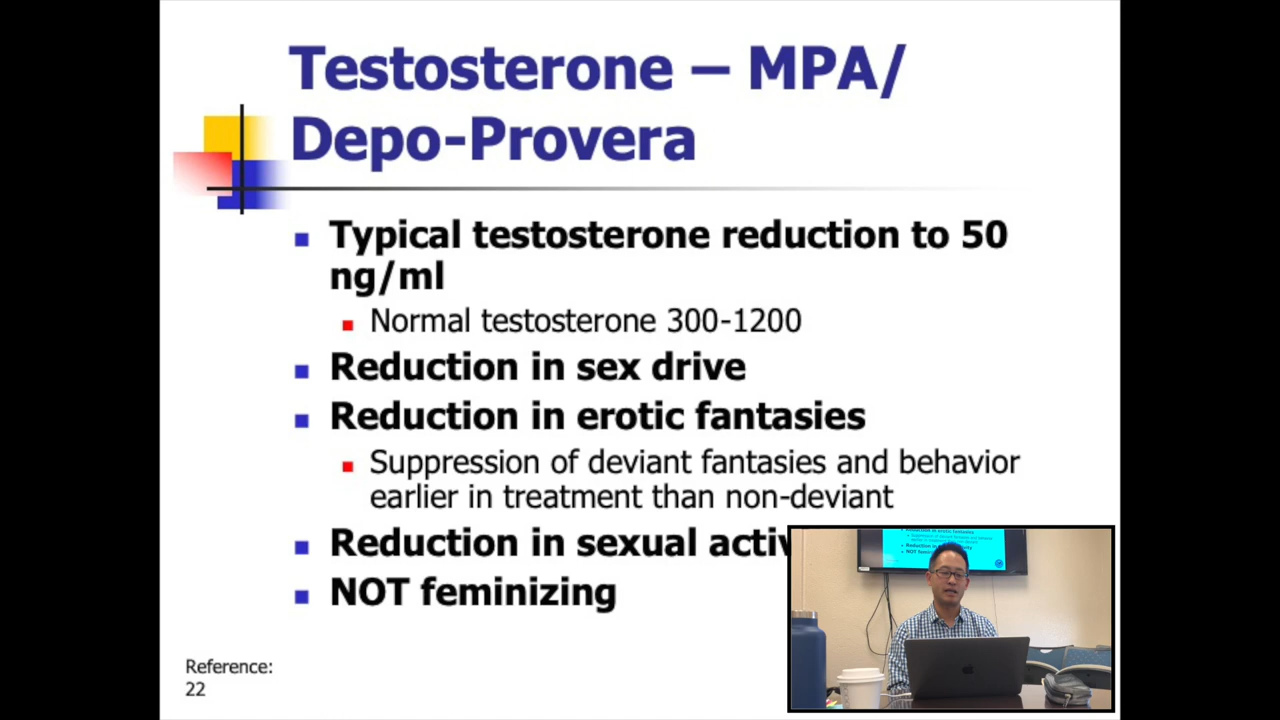 Testosterone – MPA/
Depo-Provera
Typical testosterone reduction to 50
ng/ml
Normal testosterone 300-1200
Reduction in sex drive
Reduction in erotic fantasies
Suppression of deviant fantasies and behavior
earlier in treatment than non-deviant
Reduction in sexual activ
NOT feminizing
Reference:
22